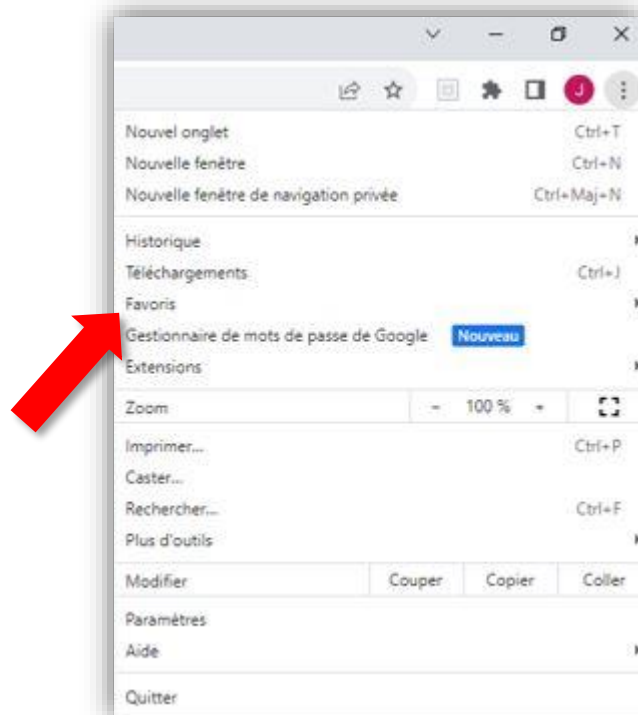 J
Nouvel onglet Ctrl+T
Nouvelle fenêtre Ctrl+N
Nouvelle fenêtre de navigation privée Ctrl+Maj+N
Historique
Téléchargements Ctrl+J
Favoris
Gestionnaire de mots de passe de Google Nouveau
Extensions
Zoom - 100 % +
Imprimer... Ctrl+P
Caster...
Rechercher... Ctrl+F
Plus d'outils
Modifier Couper Copier Coller
Paramètres
Aide
Quitter